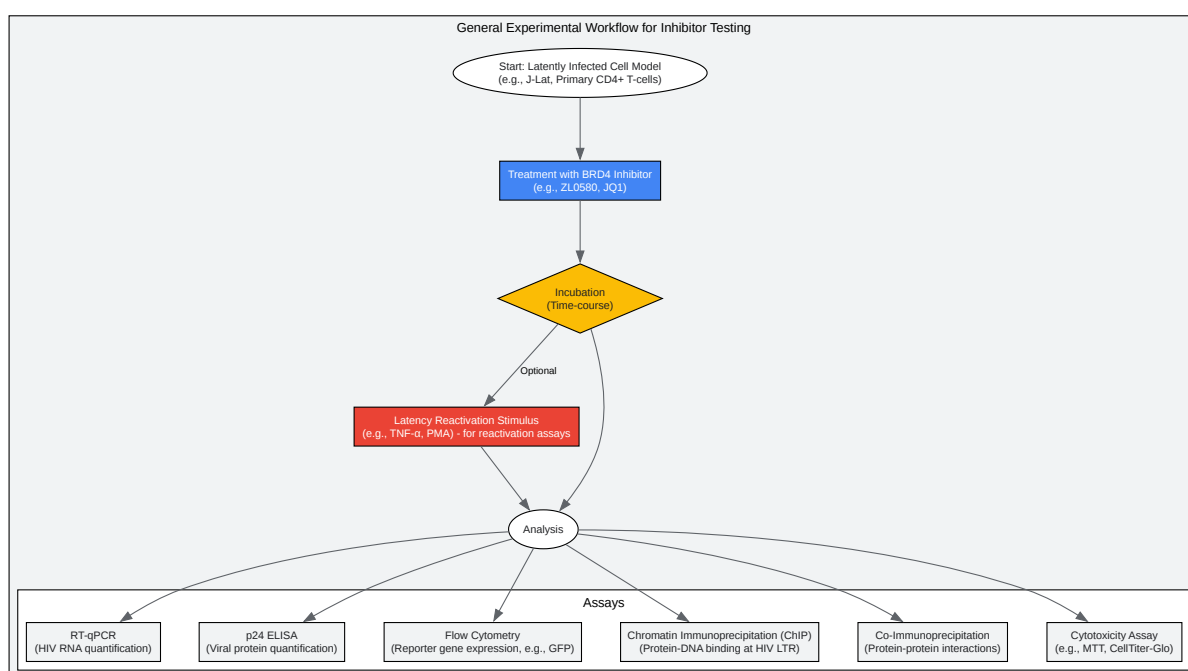 General Experimental Workflow for Inhibitor Testing
Start: Latently Infected Cell Model
(e.g., J-Lat, Primary CD4+ T-cells)
Treatment with BRD4 Inhibitor
(e.g., ZL0580, JQ1)
Incubation
(Time-course)
Optional
Latency Reactivation Stimulus
(e.g., TNF-α, PMA) - for reactivation assays
Analysis
Assays
RT-qPCR
(HIV RNA quantification)
p24 ELISA
(Viral protein quantification)
Flow Cytometry
(Reporter gene expression, e.g., GFP)
Chromatin Immunoprecipitation (ChIP)
(Protein-DNA binding at HIV LTR)
Co-Immunoprecipitation
(Protein-protein interactions)
Cytotoxicity Assay
(e.g., MTT, CellTiter-Glo)